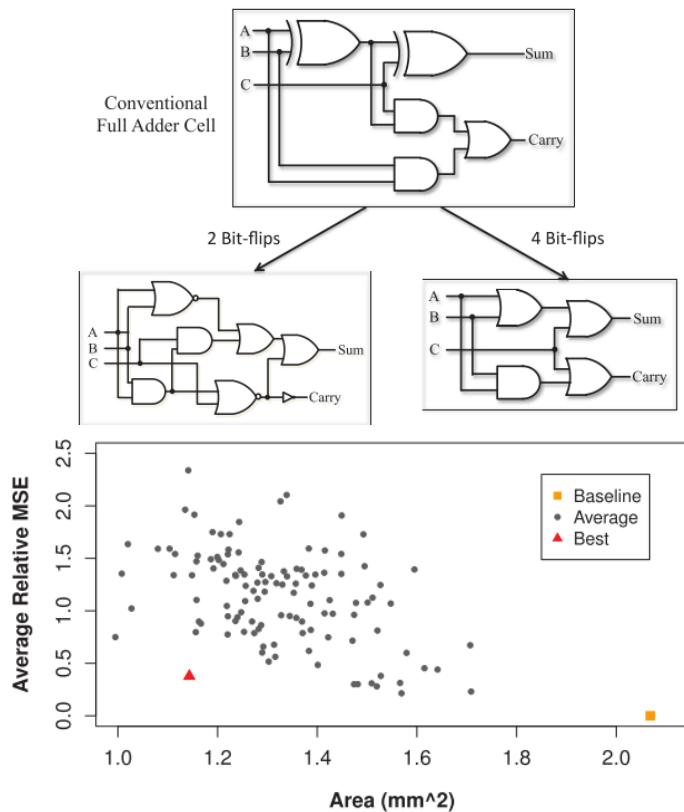 A
B
C
Sum
Carry
Conventional
Full Adder Cell
2 Bit-flips
4 Bit-flips
A
B
C
Sum
Carry
A
B
C
Sum
Carry
Average Relative MSE
2.5
2.0
1.5
1.0
0.5
0.0
Baseline
Average
Best
1.0 1.2 1.4 1.6 1.8 2.0
Area (mm^2)